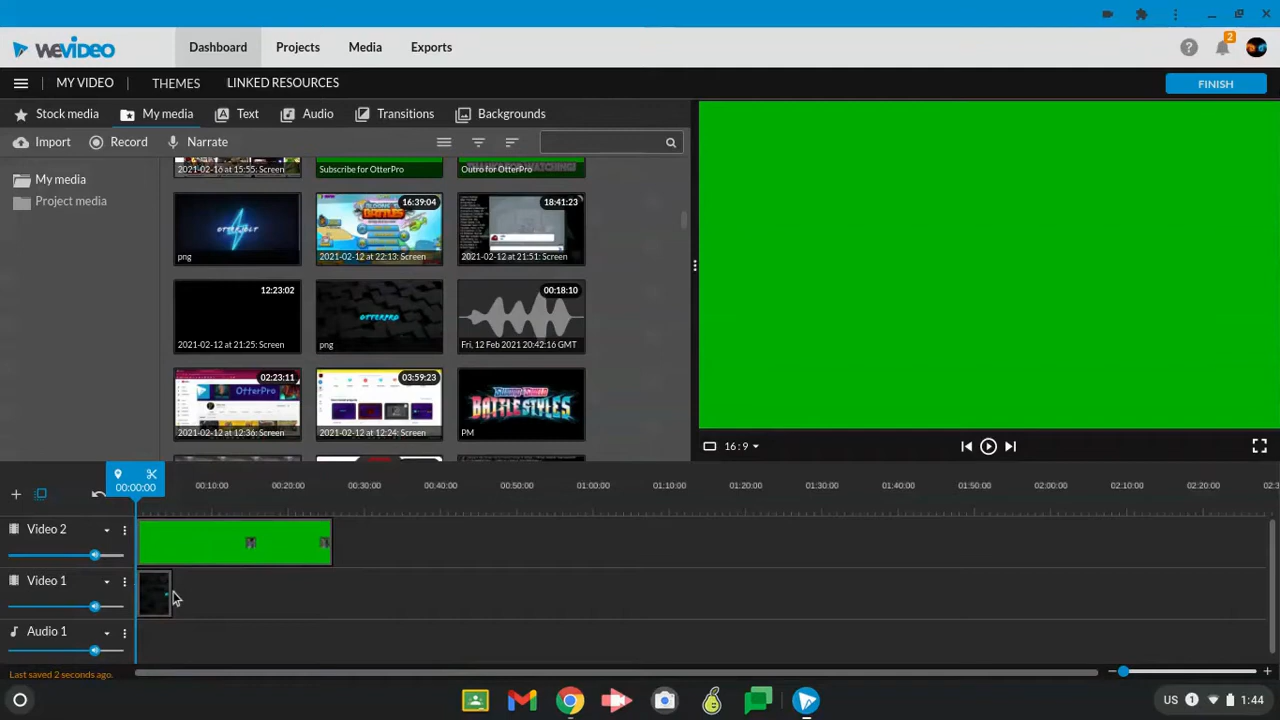 WEVIDEO
Dashboard
Projects
Media
Exports
2
MY VIDEO
THEMES
LINKED RESOURCES
FINISH
Stock media
My media
Text
Audio
Transitions
Backgrounds
Import
Record
Narrate
My media
Project media
2021-02-16 at 15:55: Screen
Subscribe for OtterPro
Outro for OtterPro
16:39:04
18:41:23
png
2021-02-12 at 22:13: Screen
2021-02-12 at 21:51: Screen
12:23:02
00:18:10
OTTERPRO
2021-02-12 at 21:25: Screen
png
Fri, 12 Feb 2021 20:42:16 GMT
02:23:11
03:59:23
OtterPro
BATTLE STYLES
2021-02-12 at 12:36: Screen
2021-02-12 at 12:24: Screen
PM
16:9
00:00:00
00:10:00
00:20:00
00:30:00
00:40:00
00:50:00
01:00:00
01:10:00
01:20:00
01:30:00
01:40:00
01:50:00
02:00:00
02:10:00
02:20:00
Video 2
Video 1
Audio 1
Last saved 2 seconds ago.
US
1
1:44